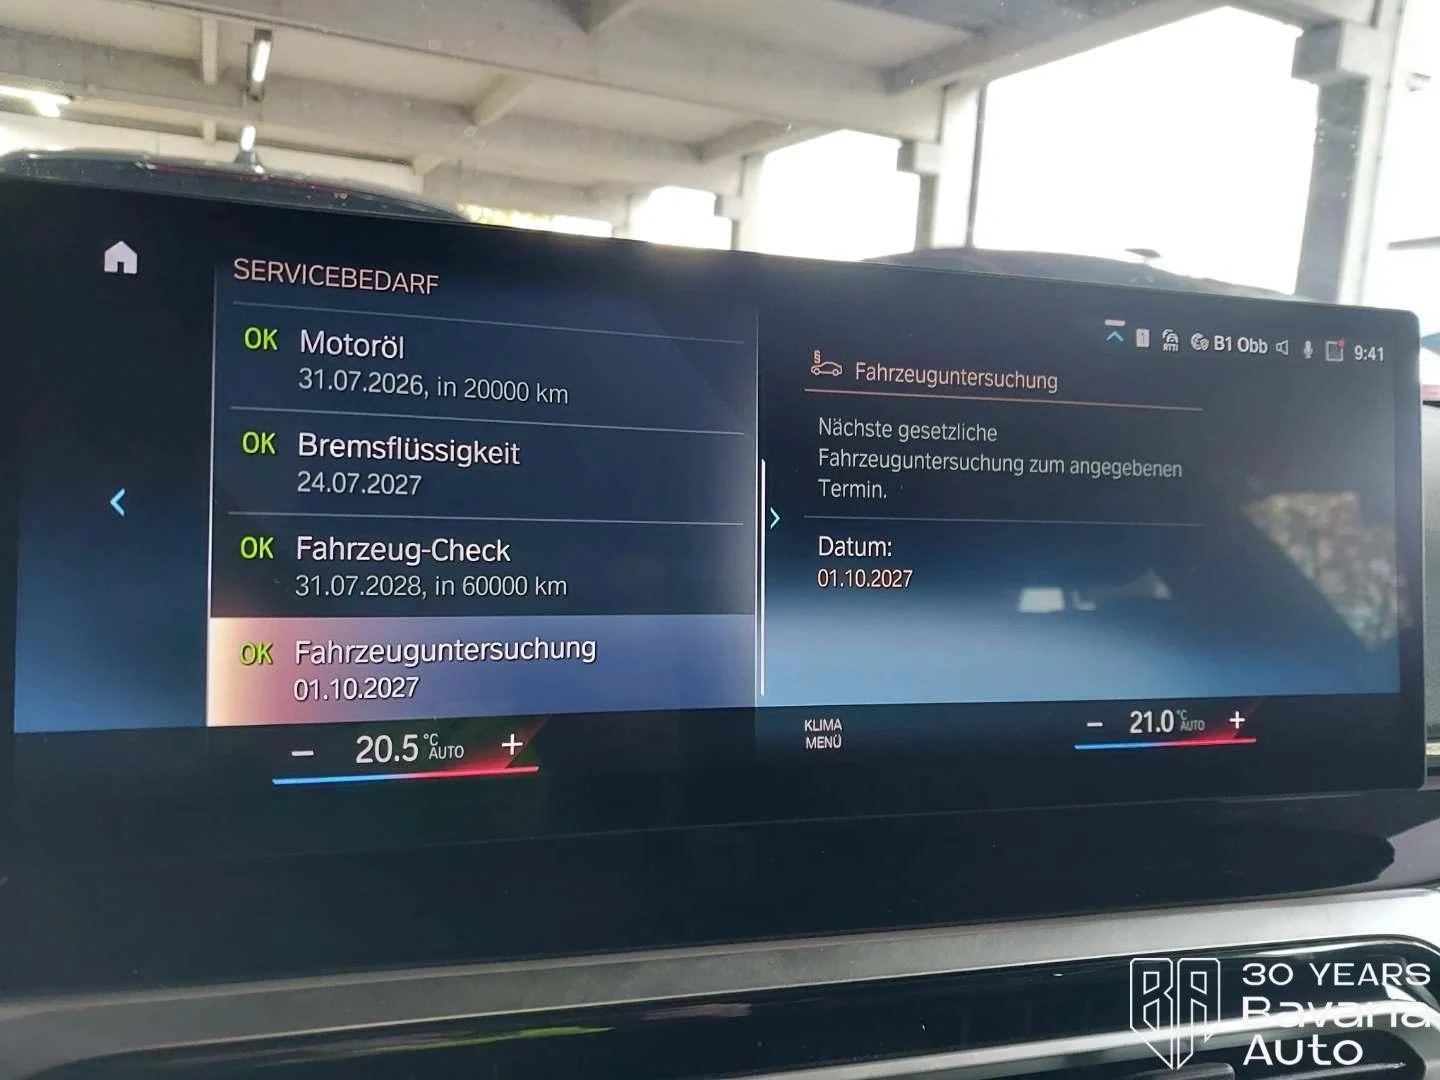 SERVICEBEDARF
OK Motoröl
31.07.2026, in 20000 km
OK Bremsflüssigkeit
24.07.2027
OK Fahrzeug-Check
31.07.2028, in 60000 km
OK Fahrzeuguntersuchung
01.10.2027
RTTI B1 Obb 9:41
§ Fahrzeuguntersuchung
Nächste gesetzliche
Fahrzeuguntersuchung zum angegebenen
Termin.
Datum:
01.10.2027
− 20.5 °C AUTO +
KLIMA
MENÜ
− 21.0 °C AUTO +
BA 30 YEARS
Bavaria
Auto